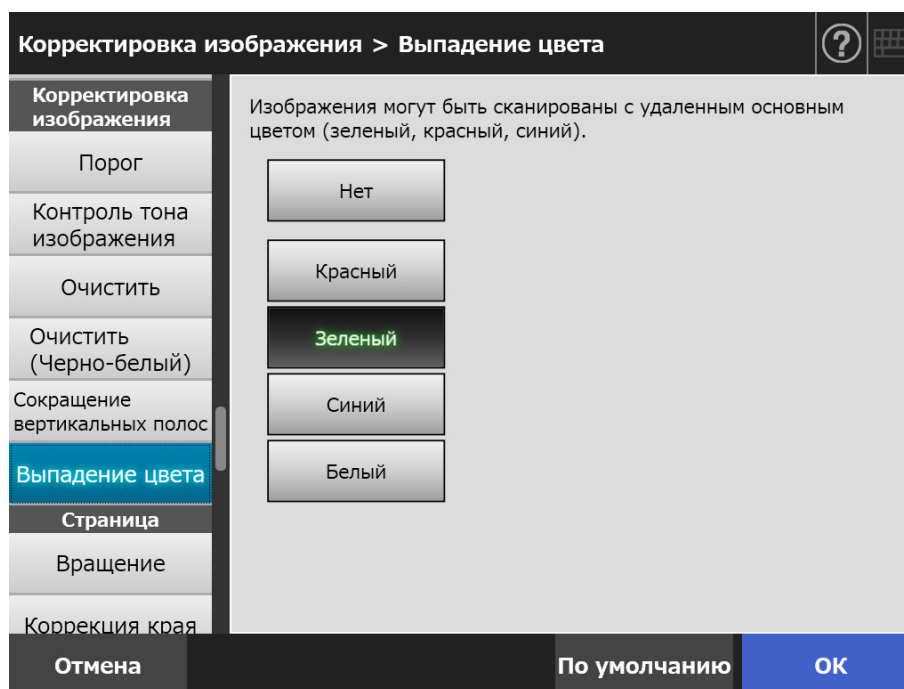 Корректировка изображения > Выпадение цвета
?
Корректировка
изображения
Порог
Контроль тона
изображения
Очистить
Очистить
(Черно-белый)
Сокращение
вертикальных полос
Выпадение цвета
Страница
Вращение
Коррекция края
Изображения могут быть сканированы с удаленным основным
цветом (зеленый, красный, синий).
Нет
Красный
Зеленый
Синий
Белый
Отмена
По умолчанию
OK